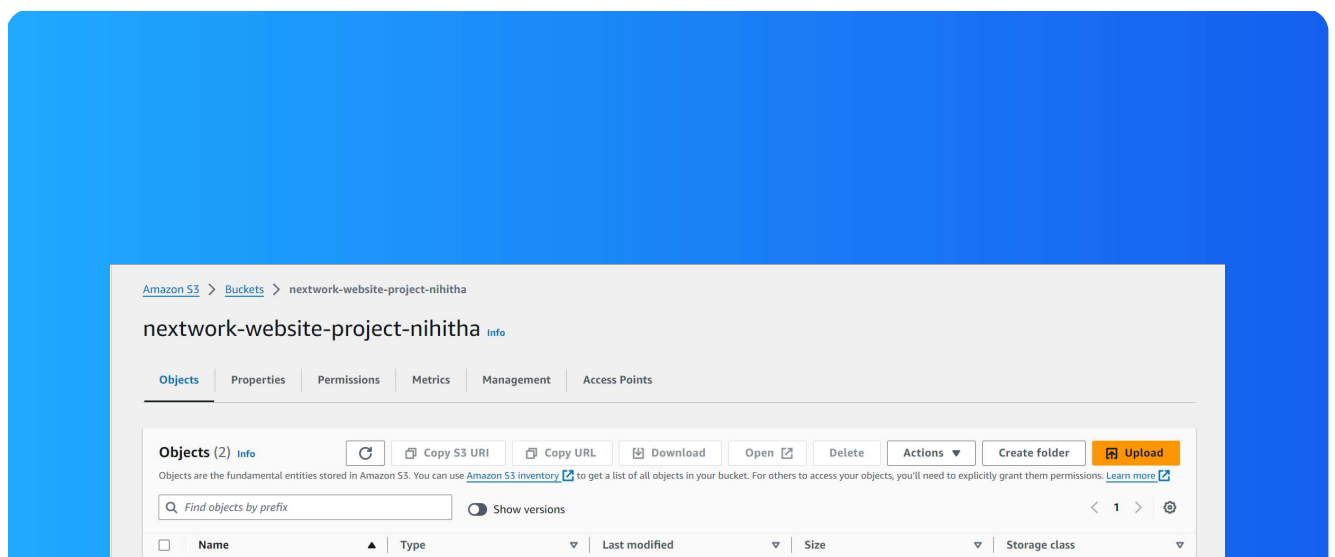 Amazon S3 > Buckets > nextwork-website-project-nihitha
nextwork-website-project-nihitha Info
Objects Properties Permissions Metrics Management Access Points
Objects (2) Info Copy S3 URI Copy URL Download Open Delete Actions Create folder Upload
Objects are the fundamental entities stored in Amazon S3. You can use Amazon S3 inventory to get a list of all objects in your bucket. For others to access your objects, you'll need to explicitly grant them permissions. Learn more
Find objects by prefix Show versions < 1 >
Name Type Last modified Size Storage class